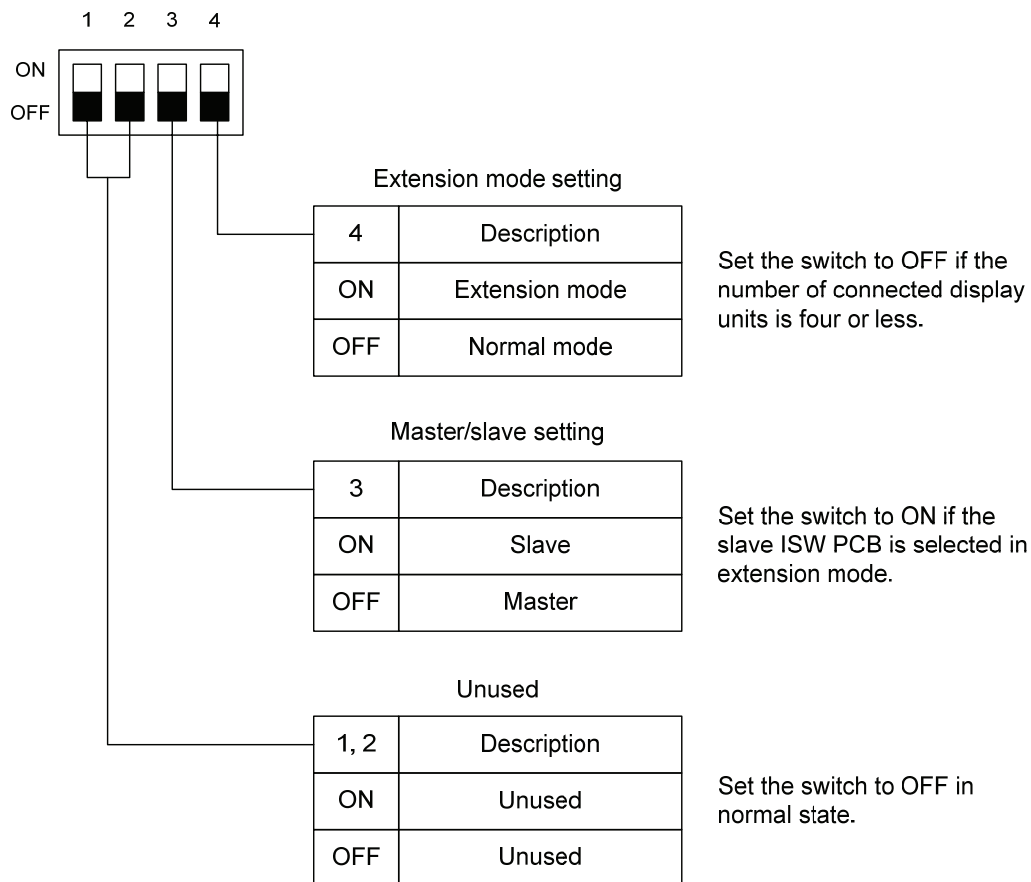 1 2 3 4
ON
OFF
Extension mode setting
4 Description
ON Extension mode
OFF Normal mode
Set the switch to OFF if the
number of connected display
units is four or less.
Master/slave setting
3 Description
ON Slave
OFF Master
Set the switch to ON if the
slave ISW PCB is selected in
extension mode.
Unused
1, 2 Description
ON Unused
OFF Unused
Set the switch to OFF in
normal state.